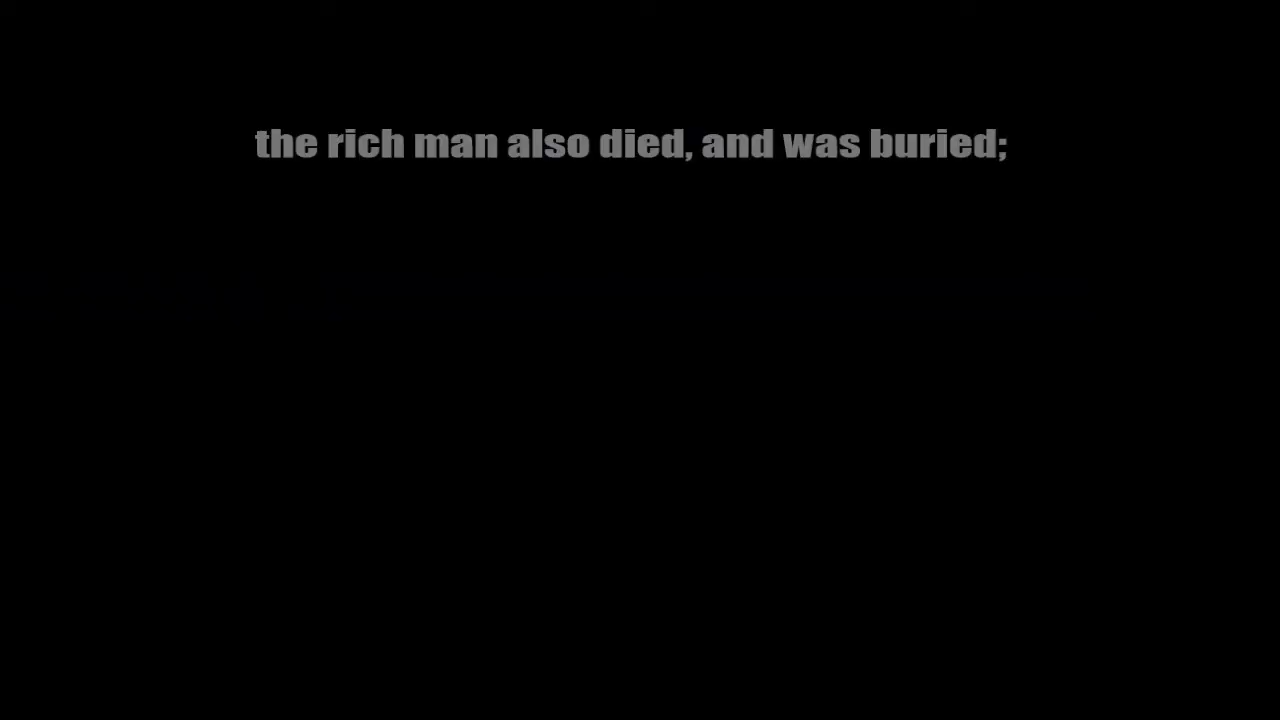 the rich man also died, and was buried;